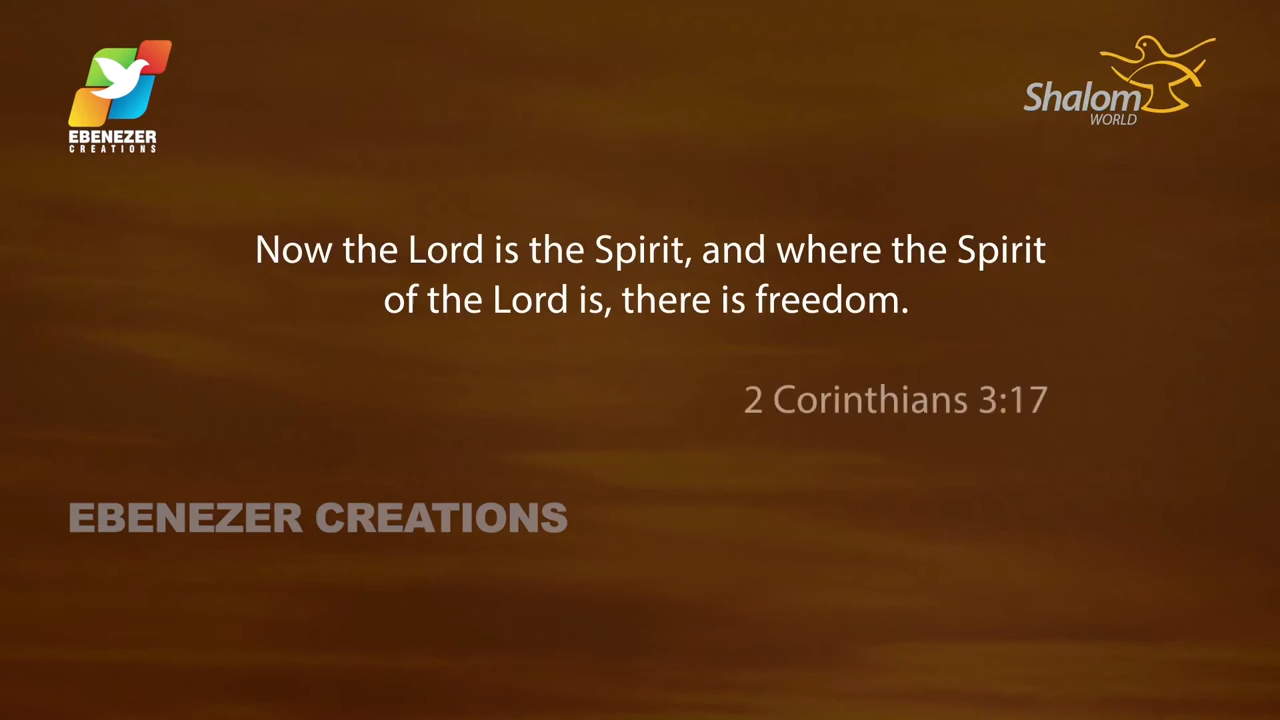 EBENEZER
CREATIONS
Shalom
WORLD
Now the Lord is the Spirit, and where the Spirit
of the Lord is, there is freedom.
2 Corinthians 3:17
EBENEZER CREATIONS